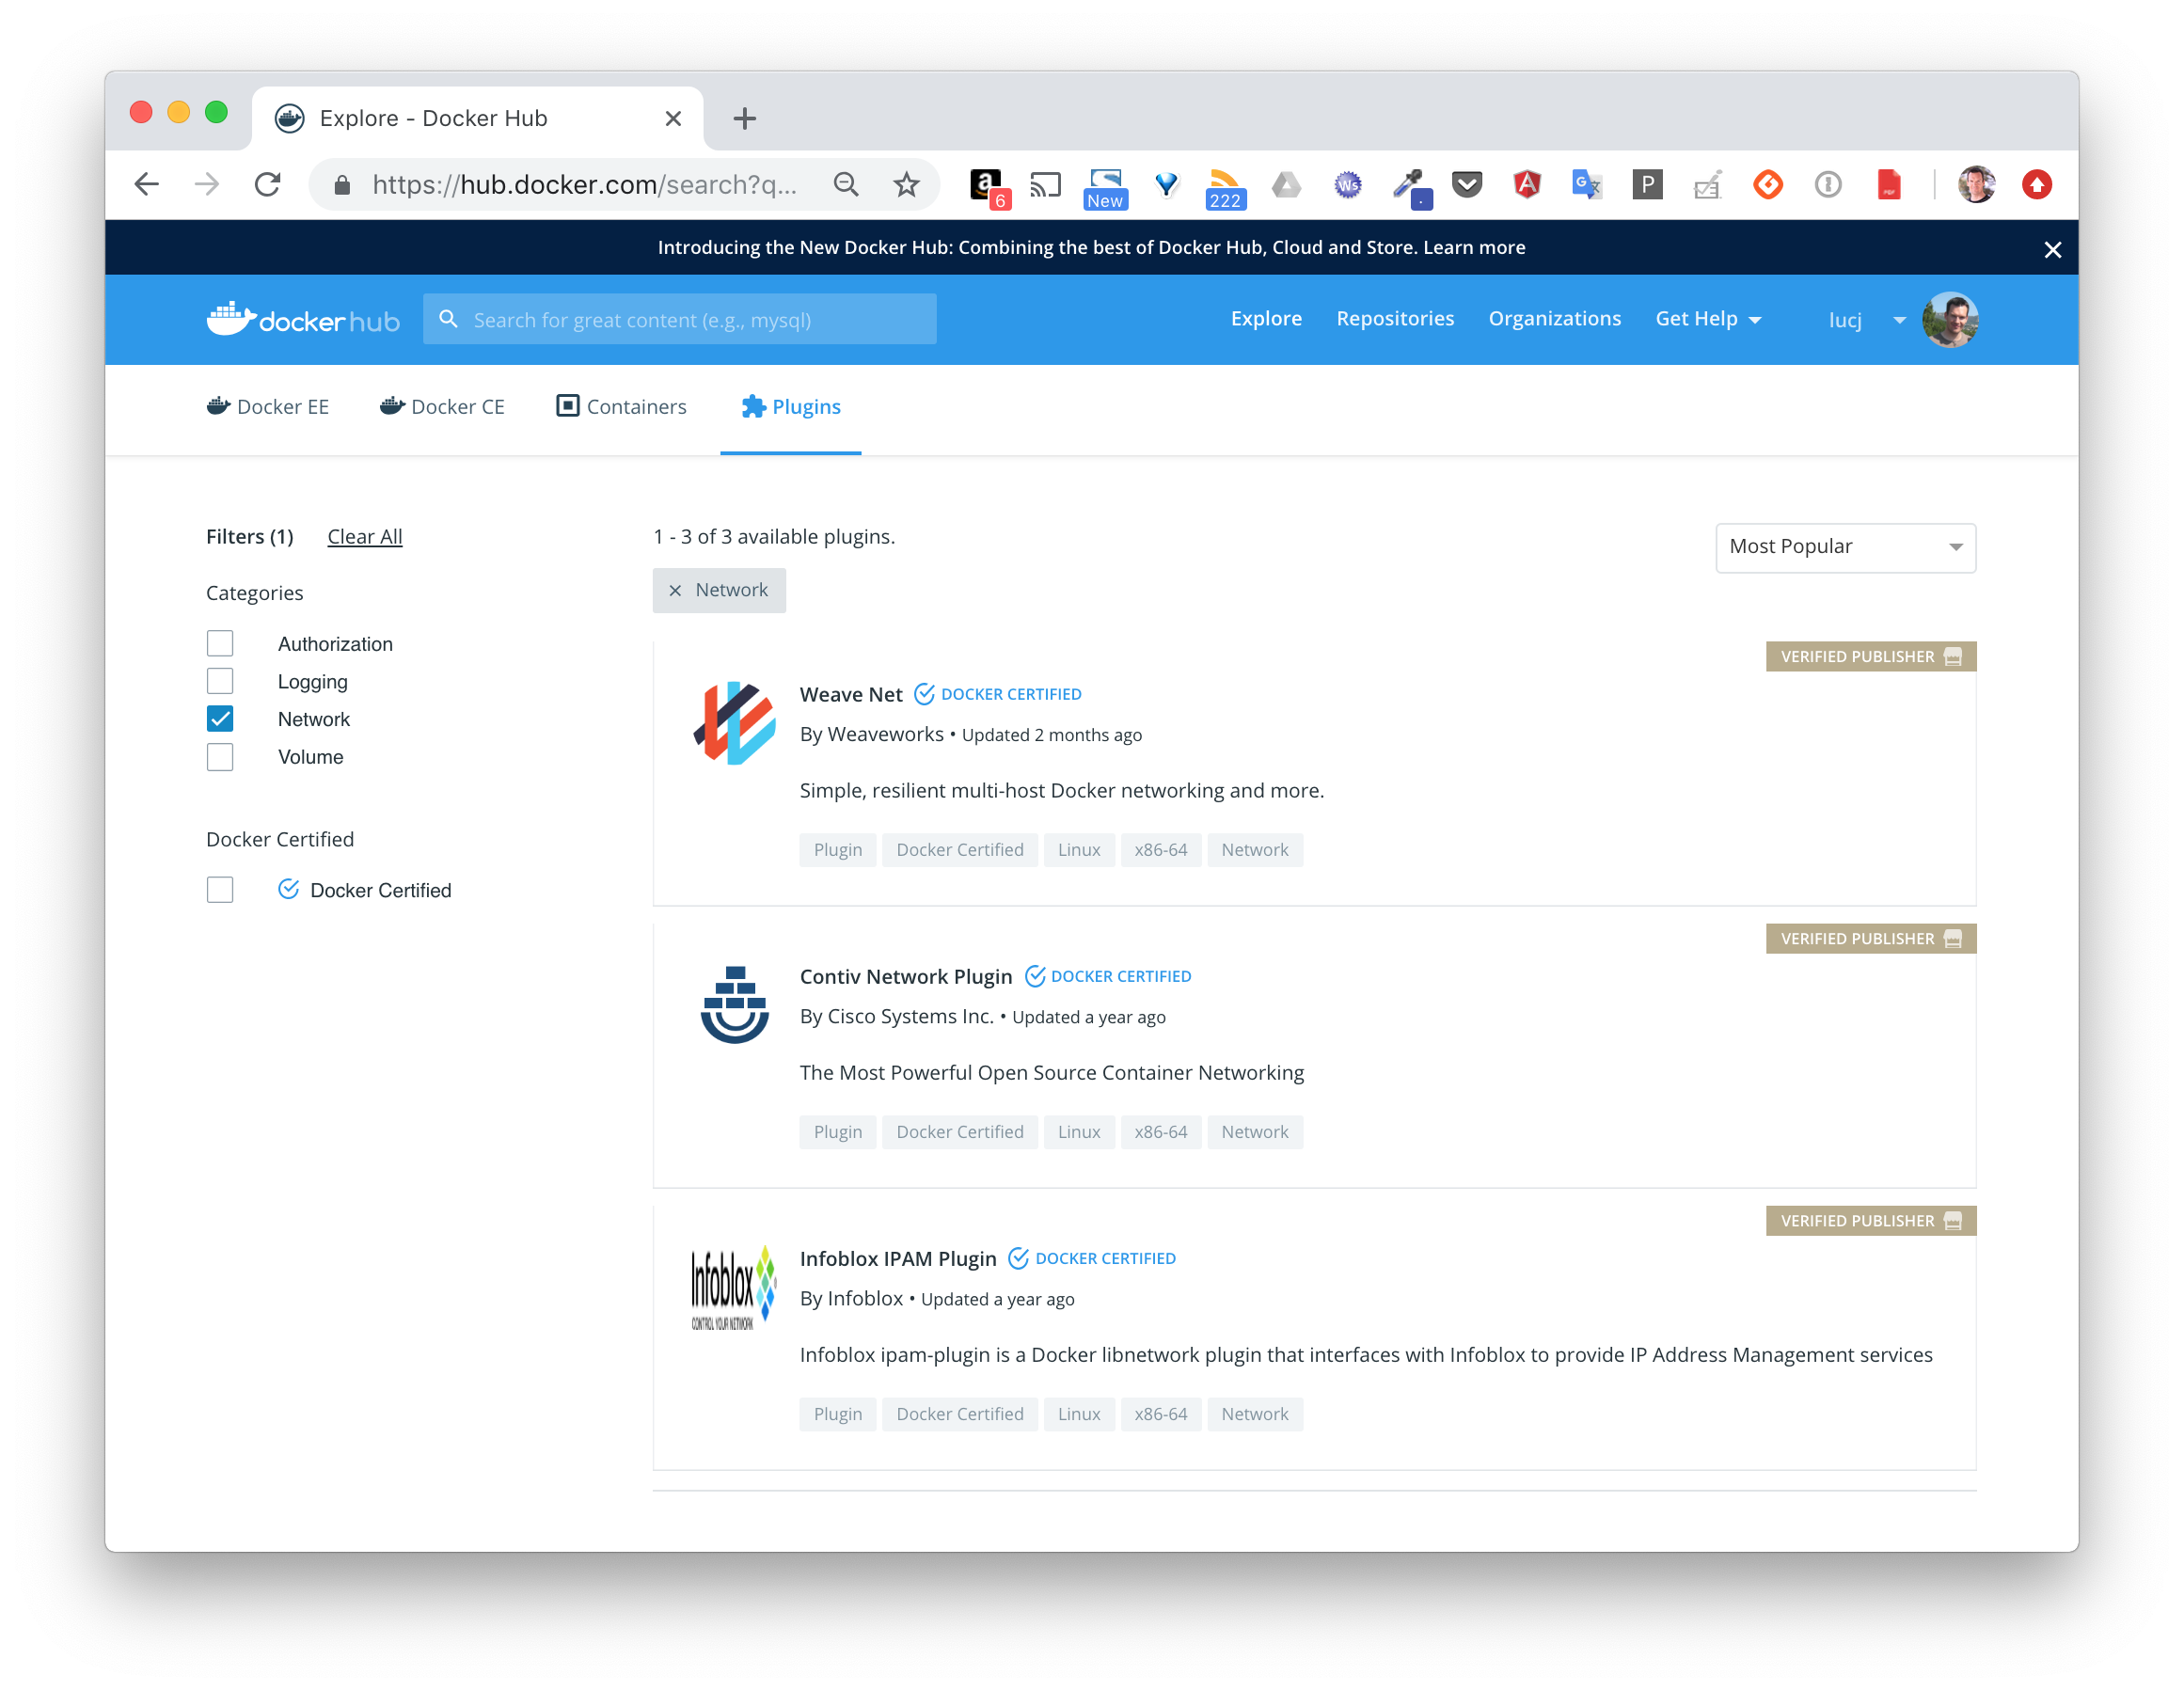 Explore - Docker Hub
https://hub.docker.com/search?q...
a 6 New 222 Ws . G P PDF
Introducing the New Docker Hub: Combining the best of Docker Hub, Cloud and Store. Learn more
docker hub Search for great content (e.g., mysql) Explore Repositories Organizations Get Help lucj
Docker EE Docker CE Containers Plugins
Filters (1) Clear All 1 - 3 of 3 available plugins. Most Popular
Categories
Network
Authorization
Logging
Network
Volume
Docker Certified
Docker Certified
VERIFIED PUBLISHER
Weave Net DOCKER CERTIFIED
By Weaveworks • Updated 2 months ago
Simple, resilient multi-host Docker networking and more.
Plugin Docker Certified Linux x86-64 Network
VERIFIED PUBLISHER
Contiv Network Plugin DOCKER CERTIFIED
By Cisco Systems Inc. • Updated a year ago
The Most Powerful Open Source Container Networking
Plugin Docker Certified Linux x86-64 Network
VERIFIED PUBLISHER
Infoblox
CONTROL YOUR NETWORK
Infoblox IPAM Plugin DOCKER CERTIFIED
By Infoblox • Updated a year ago
Infoblox ipam-plugin is a Docker libnetwork plugin that interfaces with Infoblox to provide IP Address Management services
Plugin Docker Certified Linux x86-64 Network